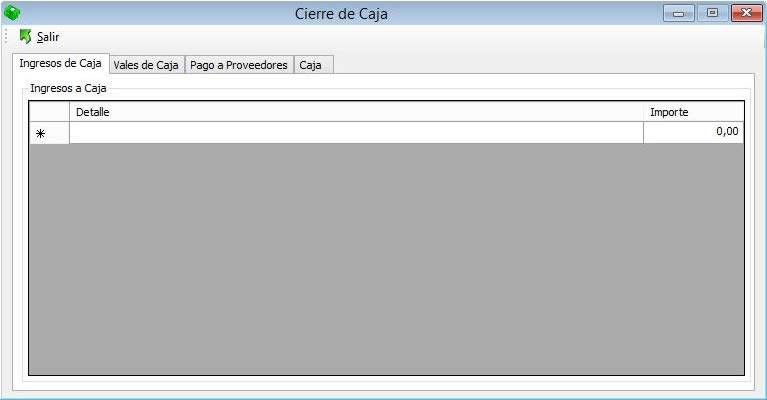 Cierre de Caja
Salir
Ingresos de Caja Vales de Caja Pago a Proveedores Caja
Ingresos a Caja
Detalle Importe
0,00